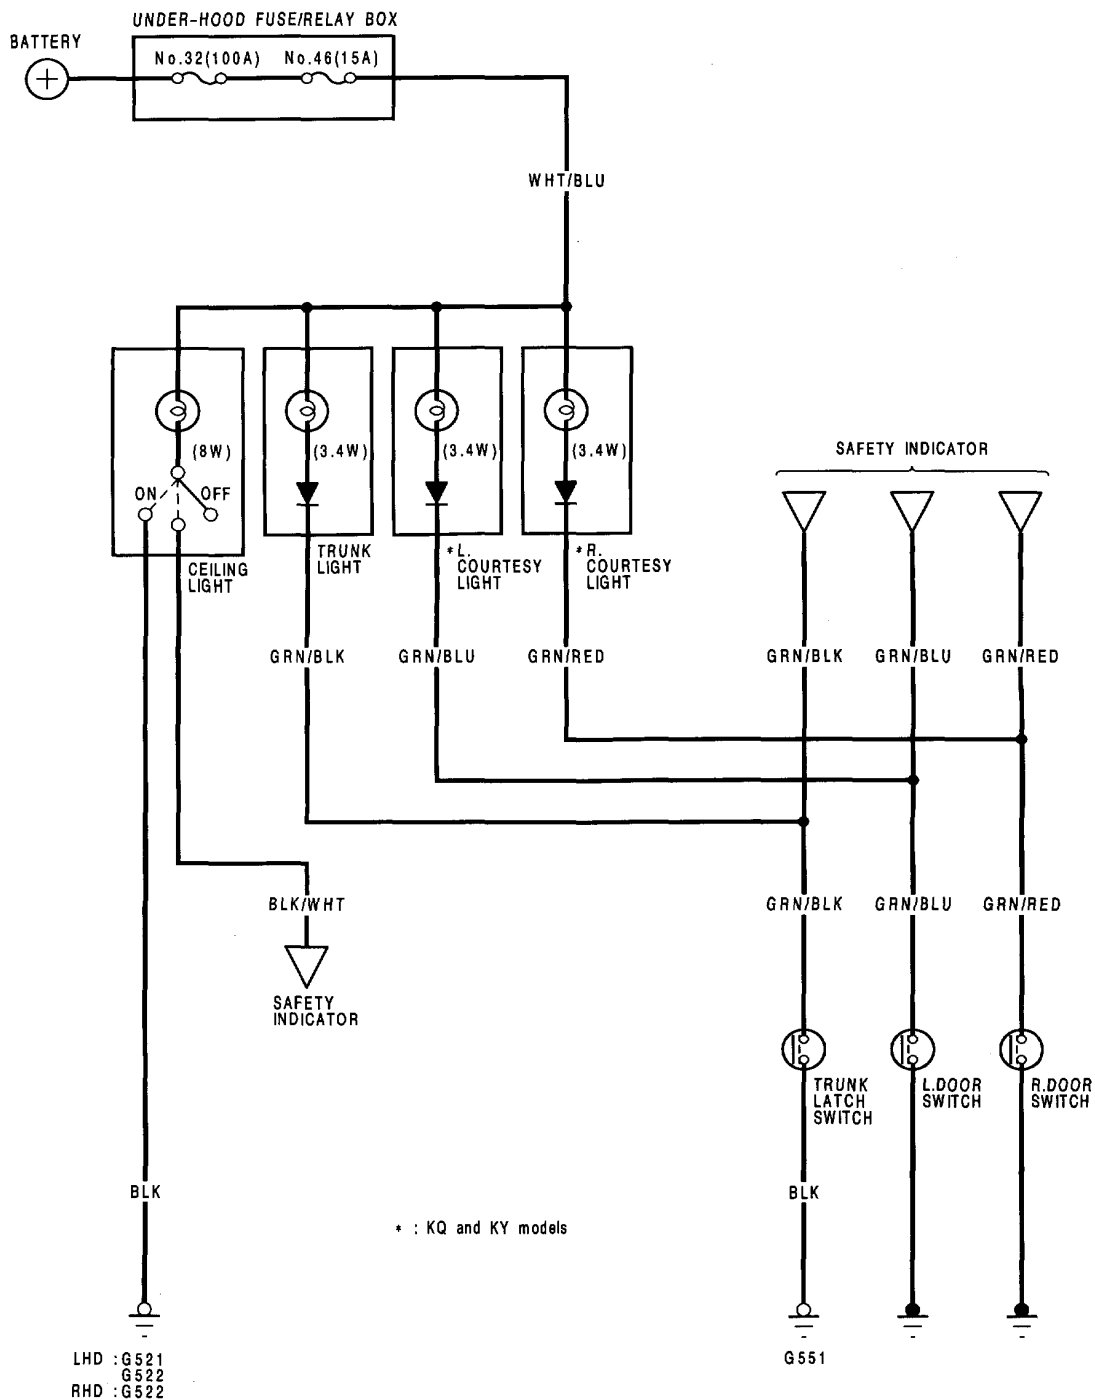 UNDER-HOOD FUSE/RELAY BOX
BATTERY
No.32(100A) No.46(15A)
WHT/BLU
(8W)
(3.4W)
(3.4W)
(3.4W)
SAFETY INDICATOR
ON
OFF
CEILING
LIGHT
TRUNK
LIGHT
*L.
COURTESY
LIGHT
*R.
COURTESY
LIGHT
GRN/BLK
GRN/BLU
GRN/RED
GRN/BLK
GRN/BLU
GRN/RED
BLK/WHT
GRN/BLK
GRN/BLU
GRN/RED
SAFETY
INDICATOR
TRUNK
LATCH
SWITCH
L.DOOR
SWITCH
R.DOOR
SWITCH
BLK
BLK
* : KQ and KY models
LHD :G521
G522
RHD :G522
G551